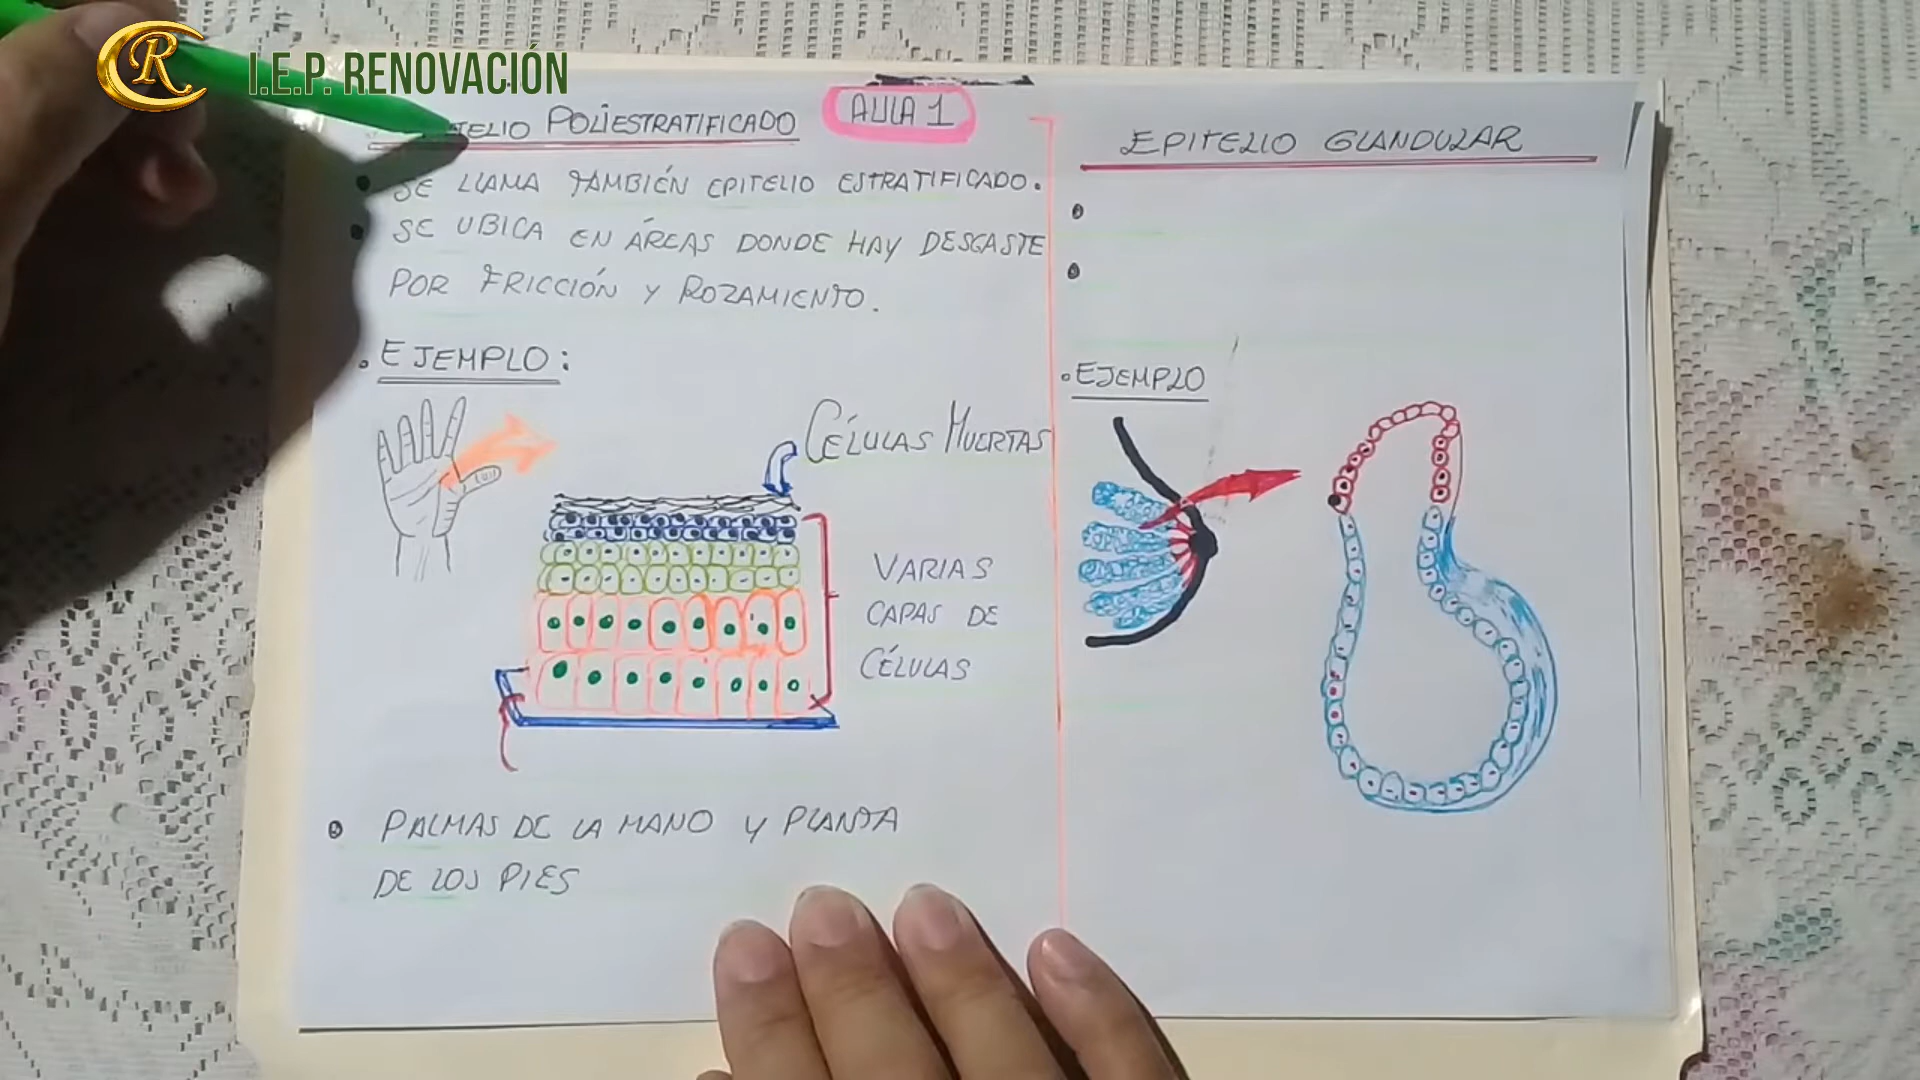 I.E.P. RENOVACIÓN
POLIESTRATIFICADO
AULA 1
SE LLAMA TAMBIÉN EPITELIO ESTRATIFICADO.
SE UBICA EN ÁREAS DONDE HAY DESGASTE
POR FRICCIÓN Y ROZAMIENTO.
EJEMPLO:
CÉLULAS MUERTAS
VARIAS
CAPAS DE
CÉLULAS
PALMAS DE LA MANO Y PLANTA
DE LOS PIES
EPITELIO GLANDULAR
EJEMPLO